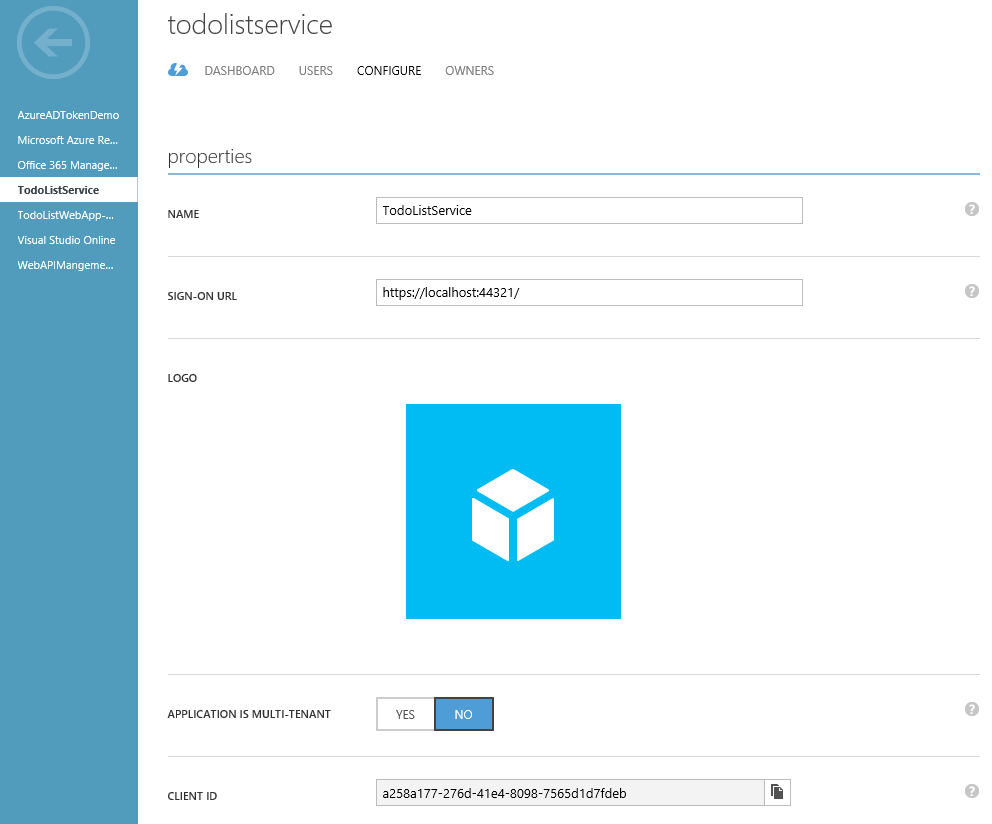 todolistservice
DASHBOARD USERS CONFIGURE OWNERS
AzureADTokenDemo
Microsoft Azure Re...
Office 365 Manage...
TodoListService
TodoListWebApp-...
Visual Studio Online
WebAPIMangeme...
properties
NAME TodoListService ?
SIGN-ON URL https://localhost:44321/ ?
LOGO
APPLICATION IS MULTI-TENANT YES NO ?
CLIENT ID a258a177-276d-41e4-8098-7565d1d7fdeb ?